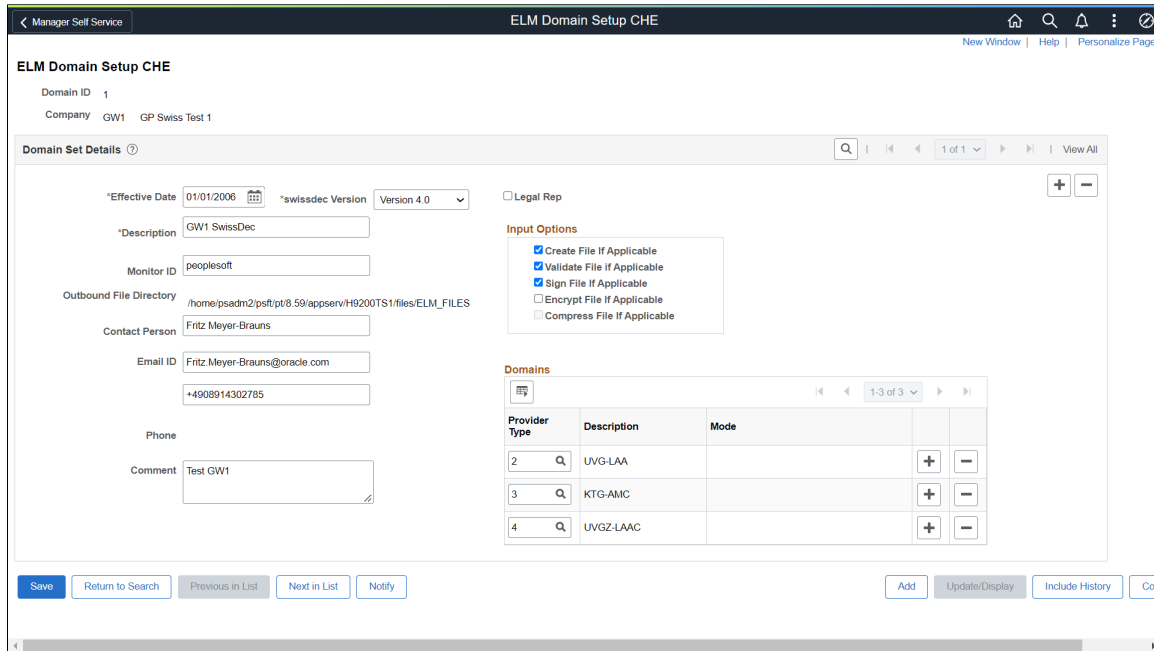 Manager Self Service
ELM Domain Setup CHE
New Window | Help | Personalize Page
ELM Domain Setup CHE
Domain ID 1
Company GW1 GP Swiss Test 1
Domain Set Details
1 of 1
View All
*Effective Date 01/01/2006 *swissdec Version Version 4.0
Legal Rep
*Description GW1 SwissDec
Monitor ID peoplesoft
Outbound File Directory /home/psadm2/psft/pt/8.59/appserv/H9200TS1/files/ELM_FILES
Contact Person Fritz Meyer-Brauns
Email ID Fritz.Meyer-Brauns@oracle.com
+4908914302785
Phone
Comment Test GW1
Input Options
Create File If Applicable
Validate File if Applicable
Sign File If Applicable
Encrypt File If Applicable
Compress File If Applicable
Domains
1-3 of 3
Provider Type Description Mode
2 UVG-LAA
3 KTG-AMC
4 UVGZ-LAAC
Save Return to Search Previous in List Next in List Notify Add Update/Display Include History Co